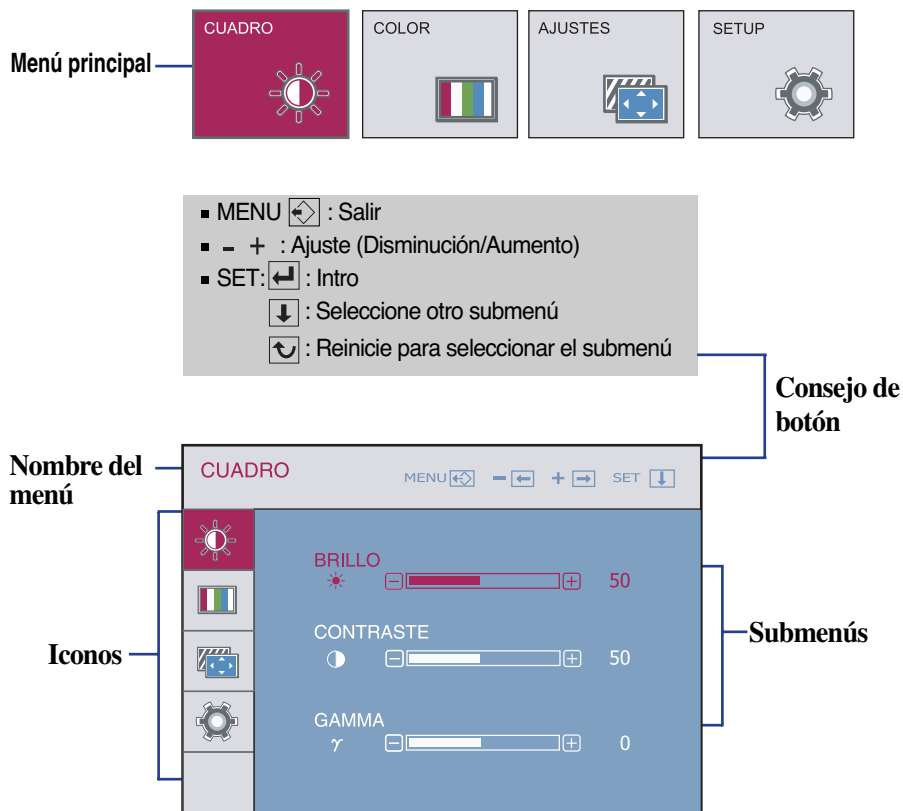 CUADRO
COLOR
AJUSTES
SETUP
Menú principal
MENU : Salir
- + : Ajuste (Disminución/Aumento)
SET: : Intro
: Seleccione otro submenú
: Reinicie para seleccionar el submenú
Consejo de
botón
Nombre del
menú
CUADRO MENU - + SET
BRILLO
50
CONTRASTE
50
GAMMA
γ 0
Iconos
Submenús